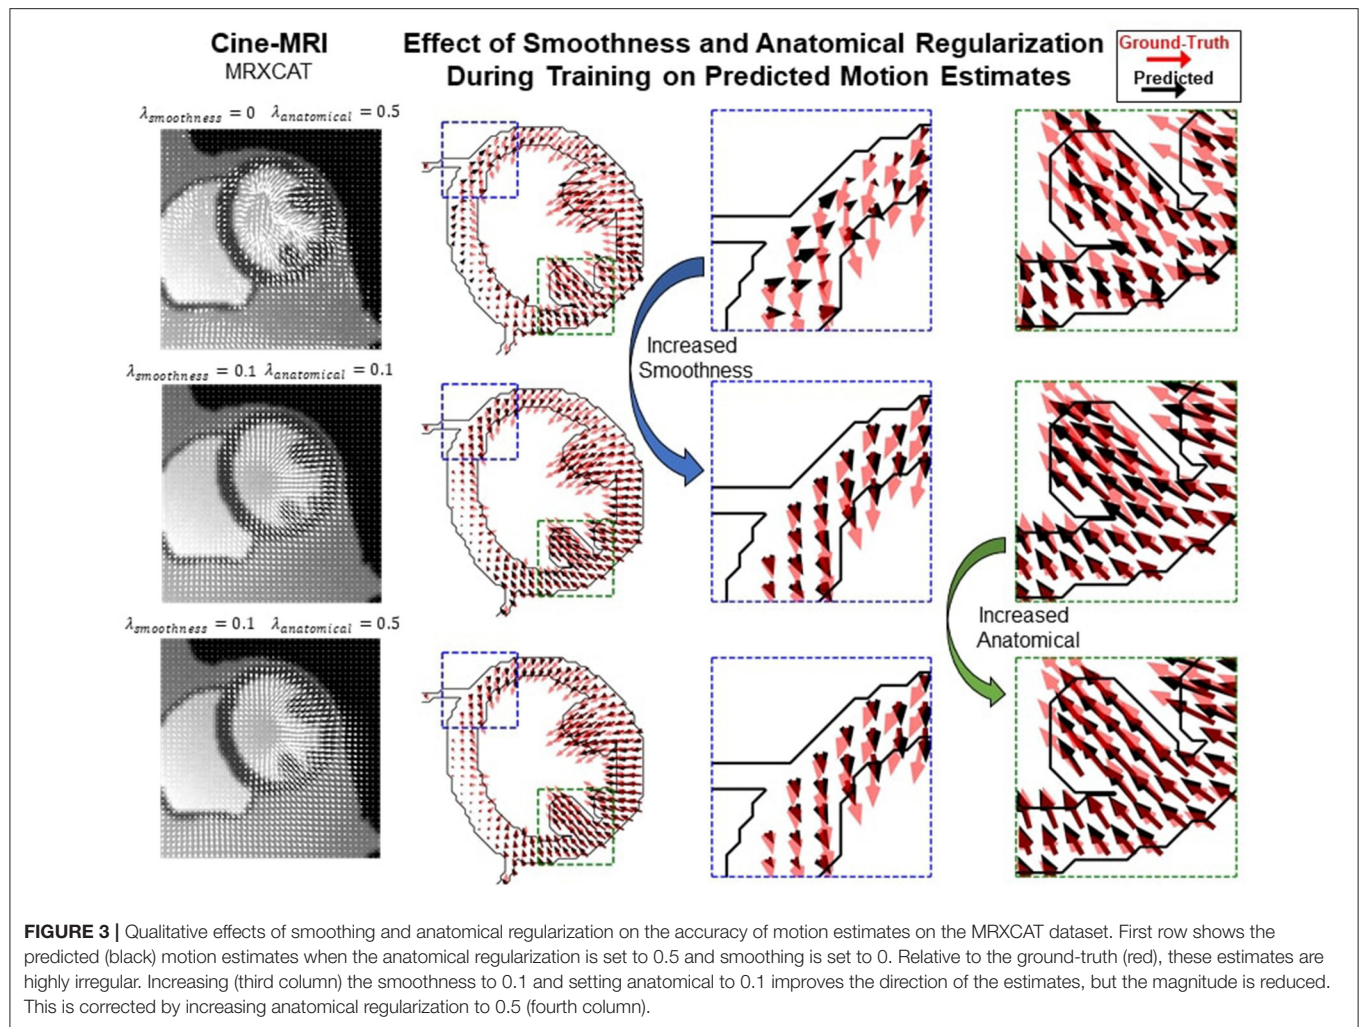 Cine-MRI
MRXCAT
Effect of Smoothness and Anatomical Regularization
During Training on Predicted Motion Estimates
Ground-Truth
Predicted
λsmoothness = 0 λanatomical = 0.5
Increased
Smoothness
λsmoothness = 0.1 λanatomical = 0.1
Increased
Anatomical
λsmoothness = 0.1 λanatomical = 0.5
FIGURE 3 | Qualitative effects of smoothing and anatomical regularization on the accuracy of motion estimates on the MRXCAT dataset. First row shows the
predicted (black) motion estimates when the anatomical regularization is set to 0.5 and smoothing is set to 0. Relative to the ground-truth (red), these estimates are
highly irregular. Increasing (third column) the smoothness to 0.1 and setting anatomical to 0.1 improves the direction of the estimates, but the magnitude is reduced.
This is corrected by increasing anatomical regularization to 0.5 (fourth column).